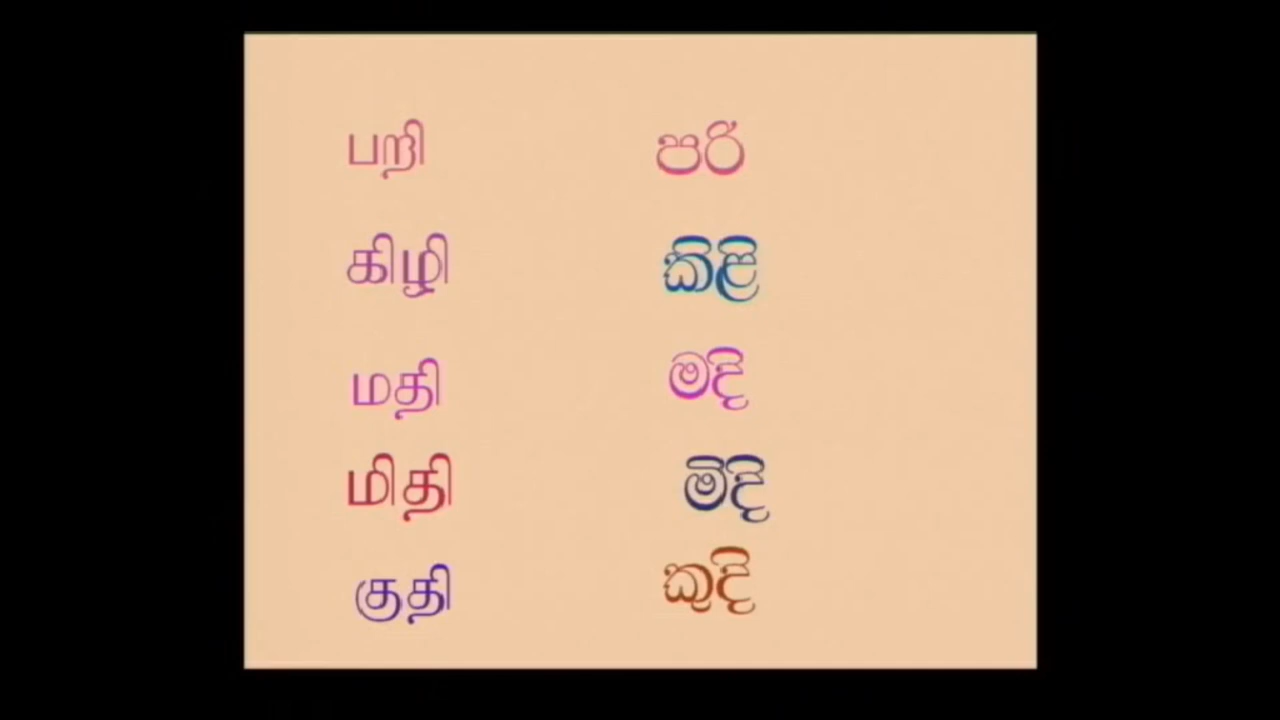 பறி පරි
கிழி කිළි
மதி මදි
மிதி මිදි
குதி කුදි